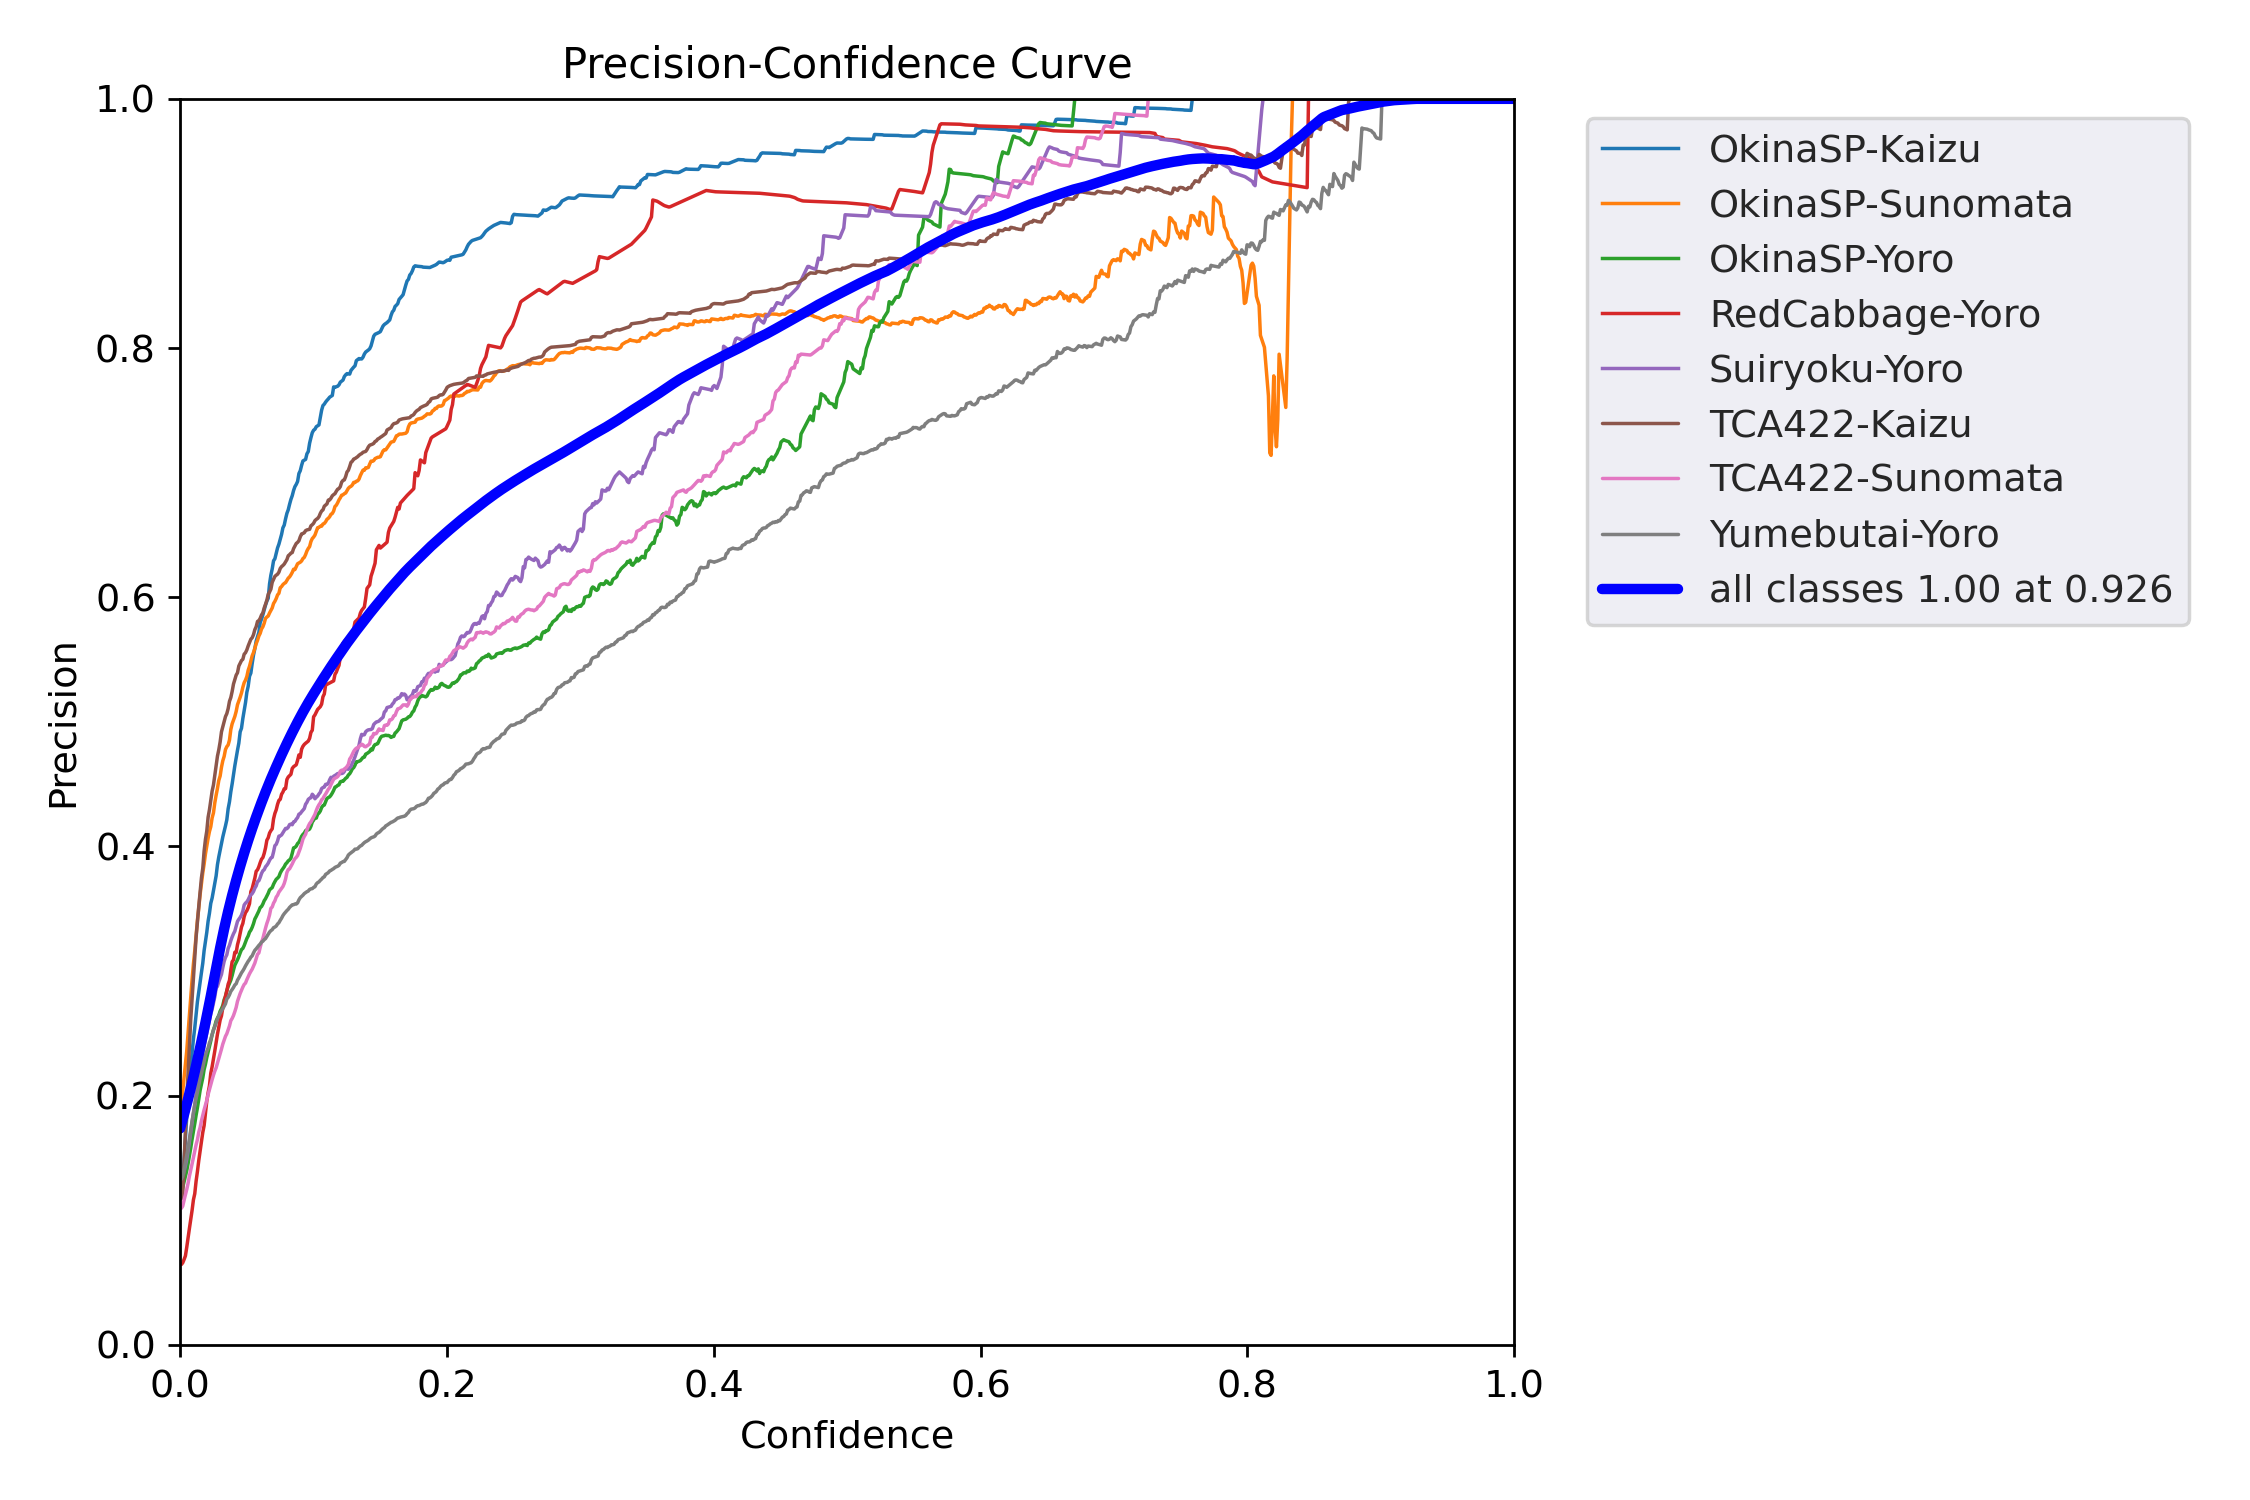 Precision-Confidence Curve
1.0
0.8
0.6
0.4
0.2
0.0
Precision
0.0 0.2 0.4 0.6 0.8 1.0
Confidence
OkinaSP-Kaizu
OkinaSP-Sunomata
OkinaSP-Yoro
RedCabbage-Yoro
Suiryoku-Yoro
TCA422-Kaizu
TCA422-Sunomata
Yumebutai-Yoro
all classes 1.00 at 0.926